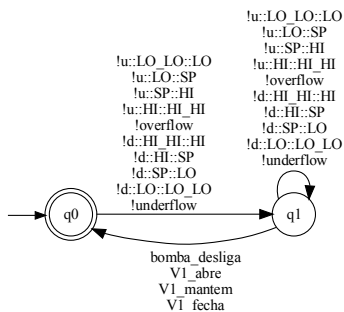 !u::LO_LO::LO
!u::LO::SP
!u::SP::HI
!u::HI::HI_HI
!overflow
!d::HI_HI::HI
!d::HI::SP
!d::SP::LO
!d::LO::LO_LO
!underflow
!u::LO_LO::LO
!u::LO::SP
!u::SP::HI
!u::HI::HI_HI
!overflow
!d::HI_HI::HI
!d::HI::SP
!d::SP::LO
!d::LO::LO_LO
!underflow
q0
q1
bomba_desliga
V1_abre
V1_mantem
V1_fecha